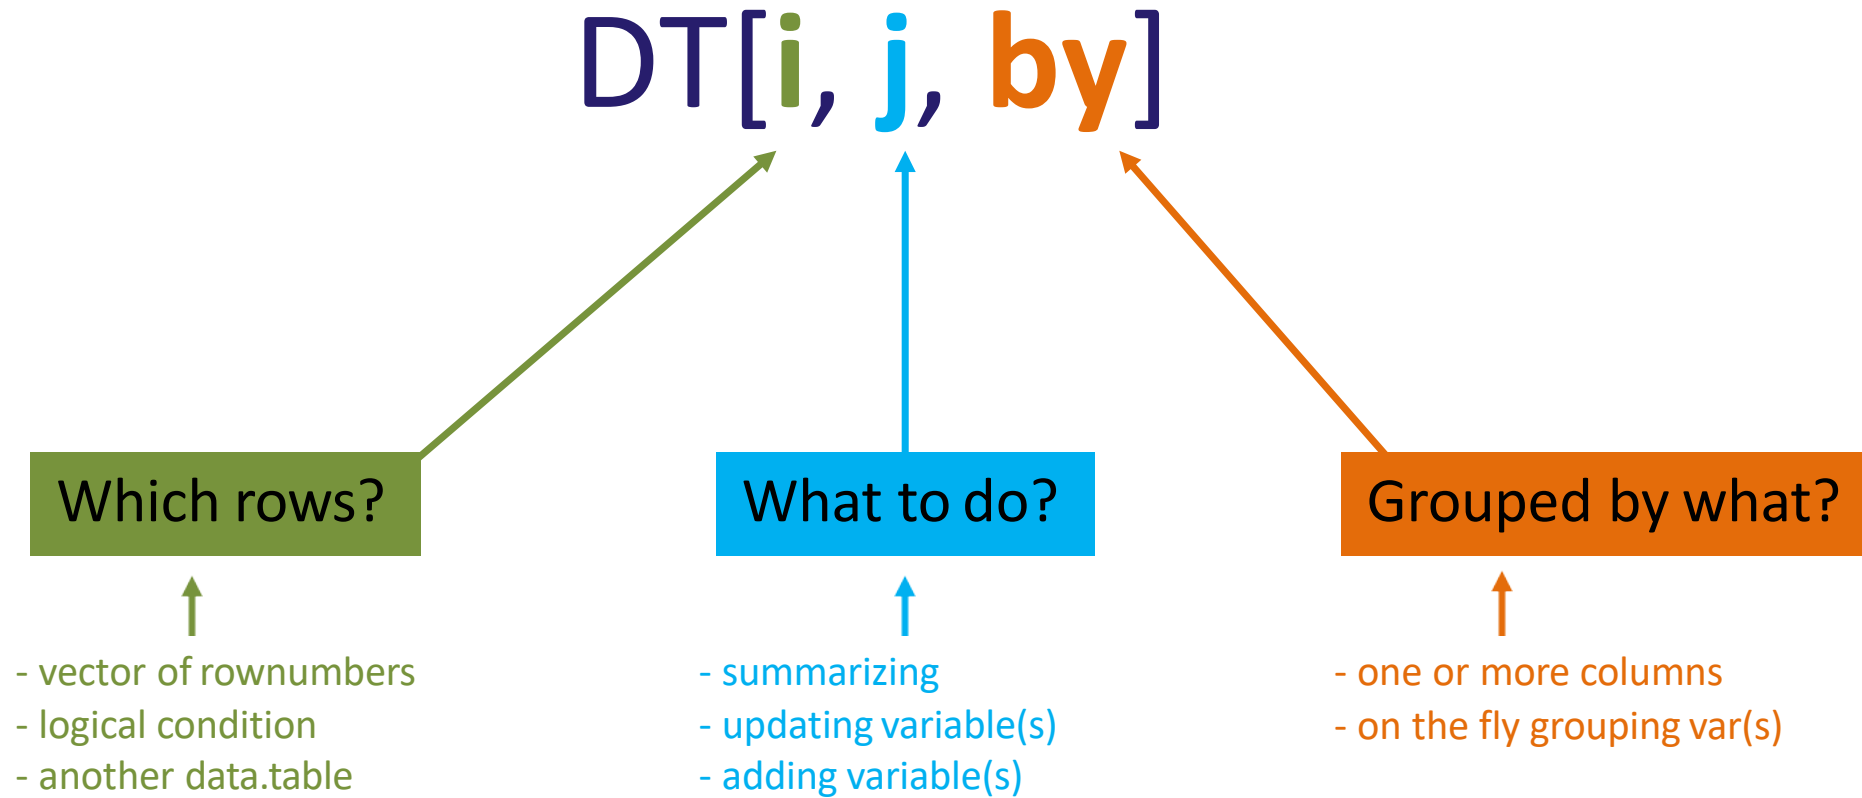 DT[i, j, by]
Which rows?
What to do?
Grouped by what?
- vector of rownumbers
- logical condition
- another data.table
- summarizing
- updating variable(s)
- adding variable(s)
- one or more columns
- on the fly grouping var(s)